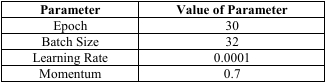 Parameter Value of Parameter
Epoch 30
Batch Size 32
Learning Rate 0.0001
Momentum 0.7